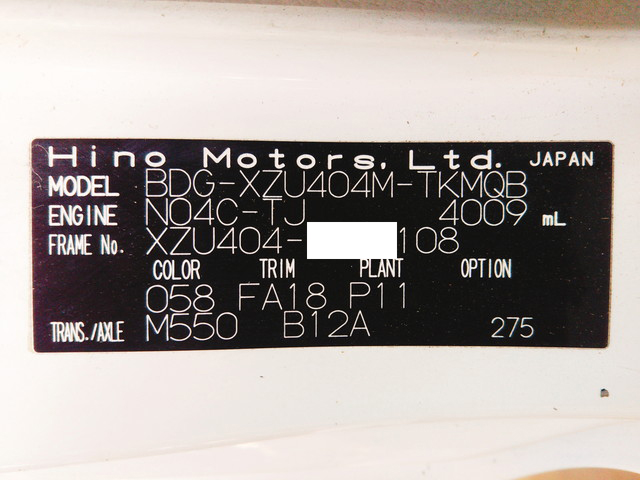 Hino Motors, Ltd. JAPAN
MODEL BDG-XZU404M-TKMQB
ENGINE N04C-TJ 4009 mL
FRAME No. XZU404- 108
COLOR TRIM PLANT OPTION
058 FA18 P11
TRANS./AXLE M550 B12A 275